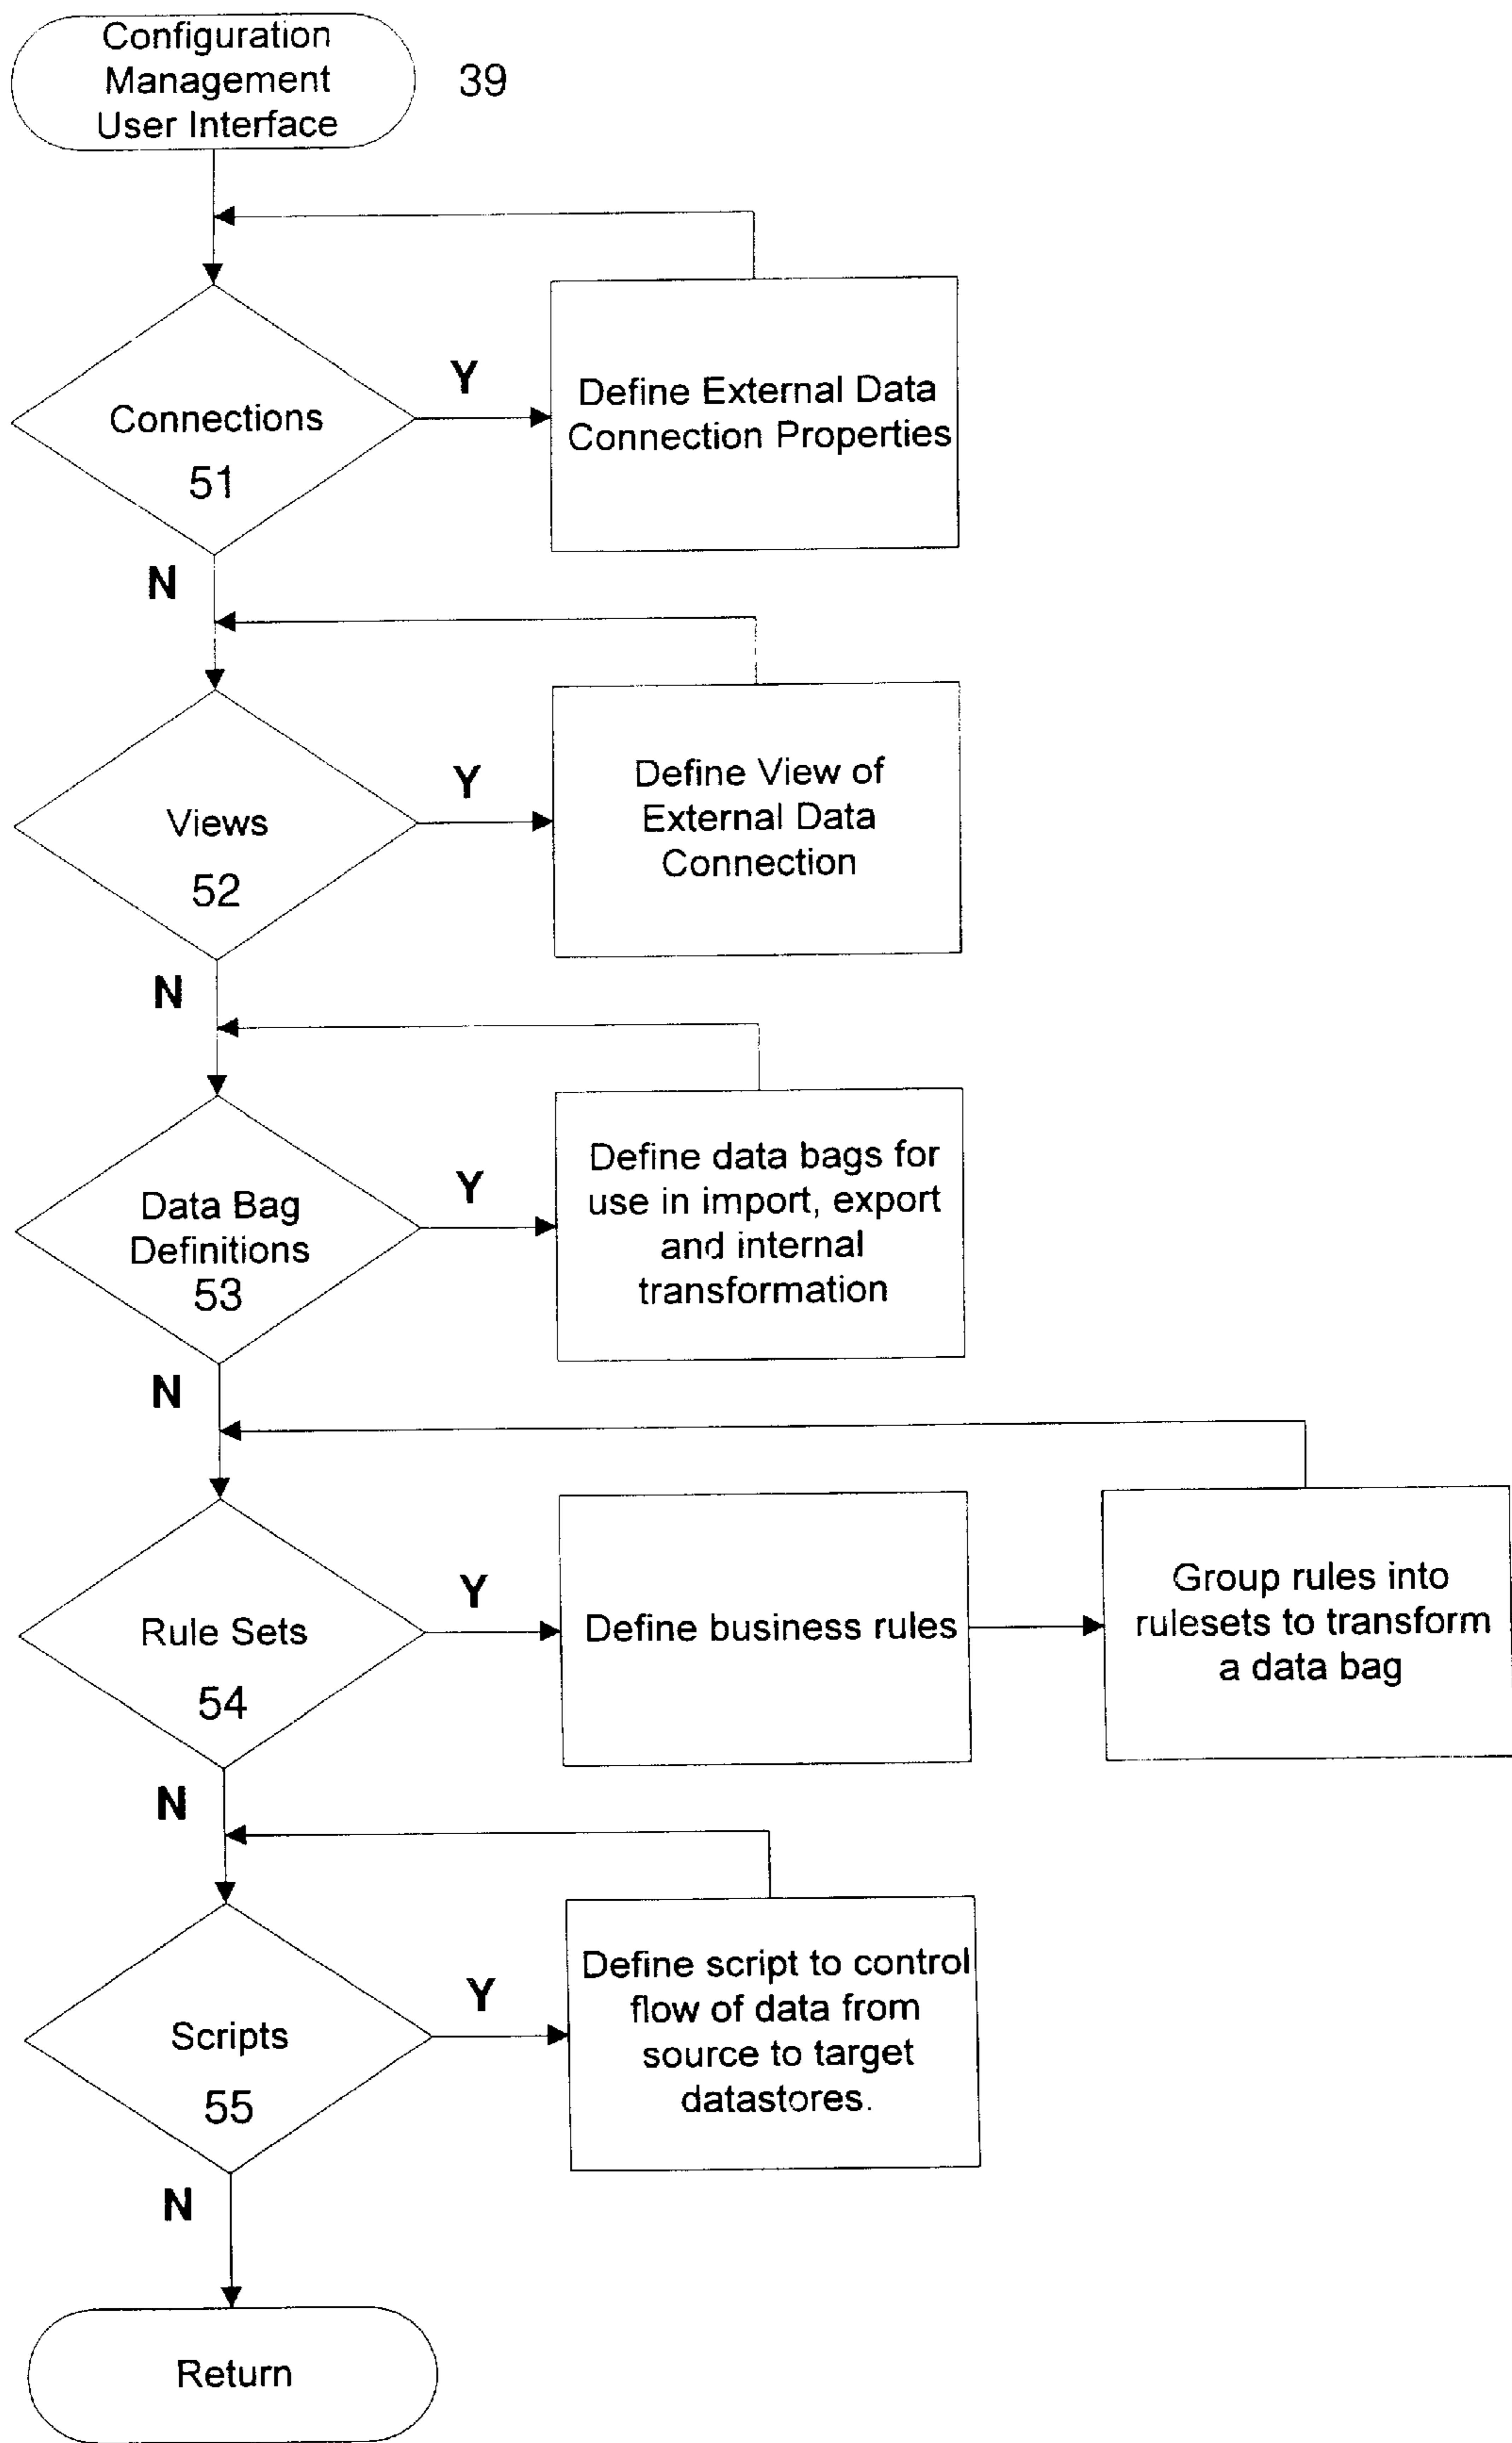 Configuration
Management
User Interface
39
Connections
51
Y
Define External Data
Connection Properties
N
Views
52
Y
Define View of
External Data
Connection
N
Data Bag
Definitions
53
Y
Define data bags for
use in import, export
and internal
transformation
N
Rule Sets
54
Y
Define business rules
Group rules into
rulesets to transform
a data bag
N
Scripts
55
Y
Define script to control
flow of data from
source to target
datastores.
N
Return